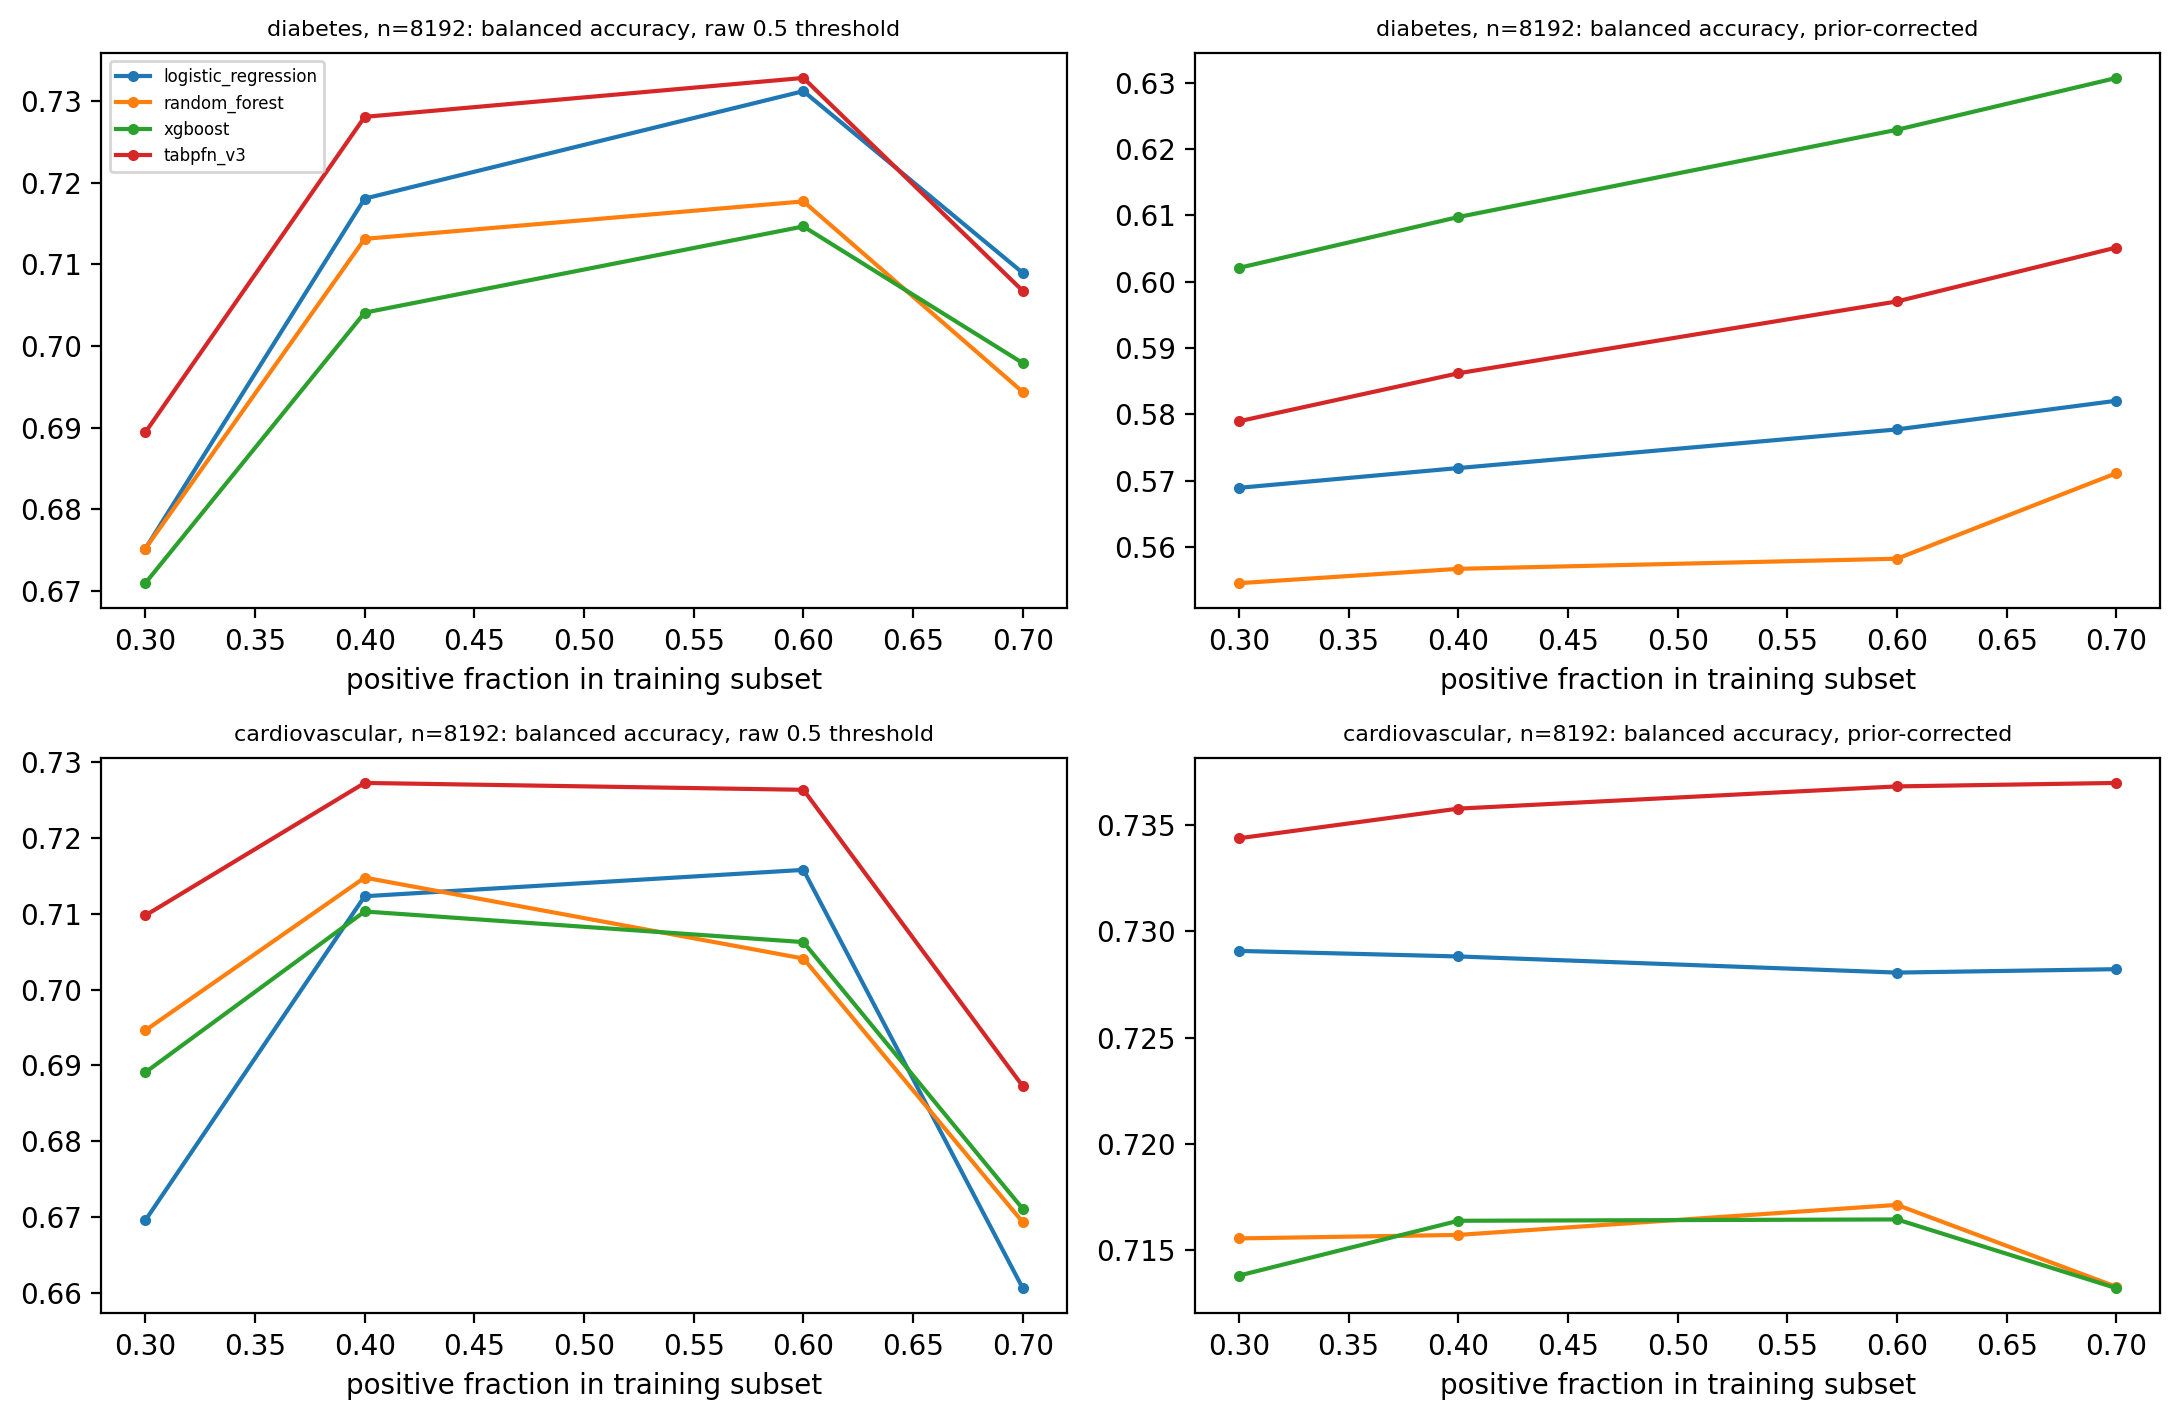 diabetes, n=8192: balanced accuracy, raw 0.5 threshold
logistic_regression
random_forest
xgboost
tabpfn_v3
0.73
0.72
0.71
0.70
0.69
0.68
0.67
0.30 0.35 0.40 0.45 0.50 0.55 0.60 0.65 0.70
positive fraction in training subset
diabetes, n=8192: balanced accuracy, prior-corrected
0.63
0.62
0.61
0.60
0.59
0.58
0.57
0.56
0.30 0.35 0.40 0.45 0.50 0.55 0.60 0.65 0.70
positive fraction in training subset
cardiovascular, n=8192: balanced accuracy, raw 0.5 threshold
0.73
0.72
0.71
0.70
0.69
0.68
0.67
0.66
0.30 0.35 0.40 0.45 0.50 0.55 0.60 0.65 0.70
positive fraction in training subset
cardiovascular, n=8192: balanced accuracy, prior-corrected
0.735
0.730
0.725
0.720
0.715
0.30 0.35 0.40 0.45 0.50 0.55 0.60 0.65 0.70
positive fraction in training subset